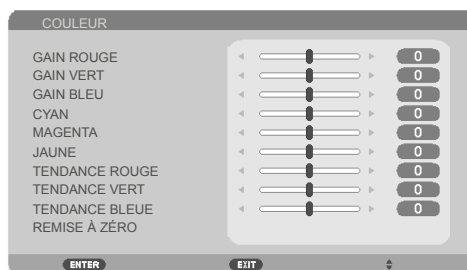 COULEUR
GAIN ROUGE 0
GAIN VERT 0
GAIN BLEU 0
CYAN 0
MAGENTA 0
JAUNE 0
TENDANCE ROUGE 0
TENDANCE VERT 0
TENDANCE BLEUE 0
REMISE À ZÉRO
ENTER EXIT